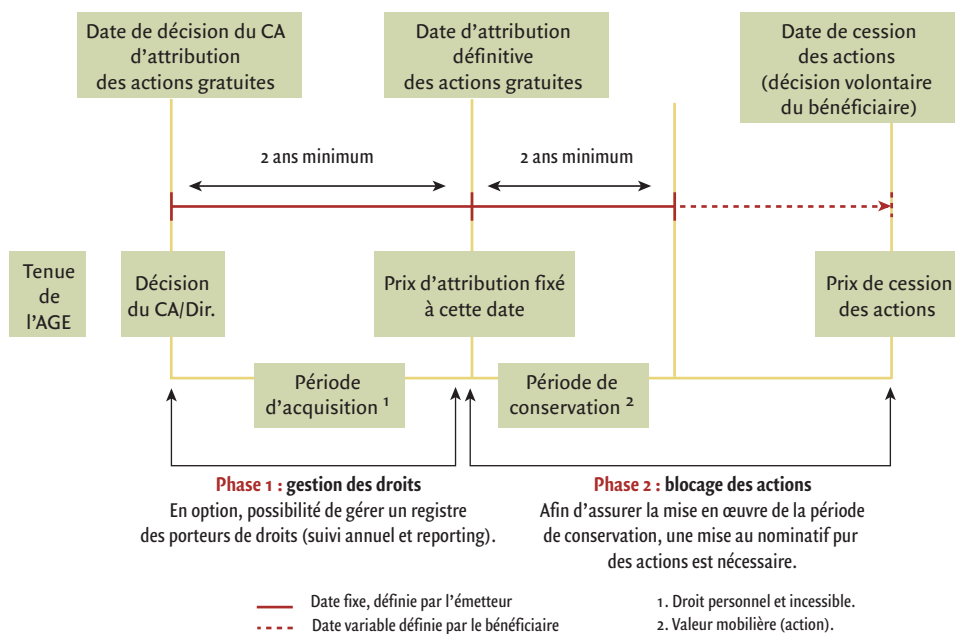 Date de décision du CA
d'attribution
des actions gratuites
Date d'attribution
définitive
des actions gratuites
Date de cession
des actions
(décision volontaire
du bénéficiaire)
2 ans minimum
2 ans minimum
Tenue
de
l'AGE
Décision
du CA/Dir.
Prix d'attribution fixé
à cette date
Prix de cession
des actions
Période
d'acquisition 1
Période de
conservation 2
Phase 1 : gestion des droits
En option, possibilité de gérer un registre
des porteurs de droits (suivi annuel et reporting).
Phase 2 : blocage des actions
Afin d'assurer la mise en œuvre de la période
de conservation, une mise au nominatif pur
des actions est nécessaire.
Date fixe, définie par l'émetteur
Date variable définie par le bénéficiaire
1. Droit personnel et incessible.
2. Valeur mobilière (action).